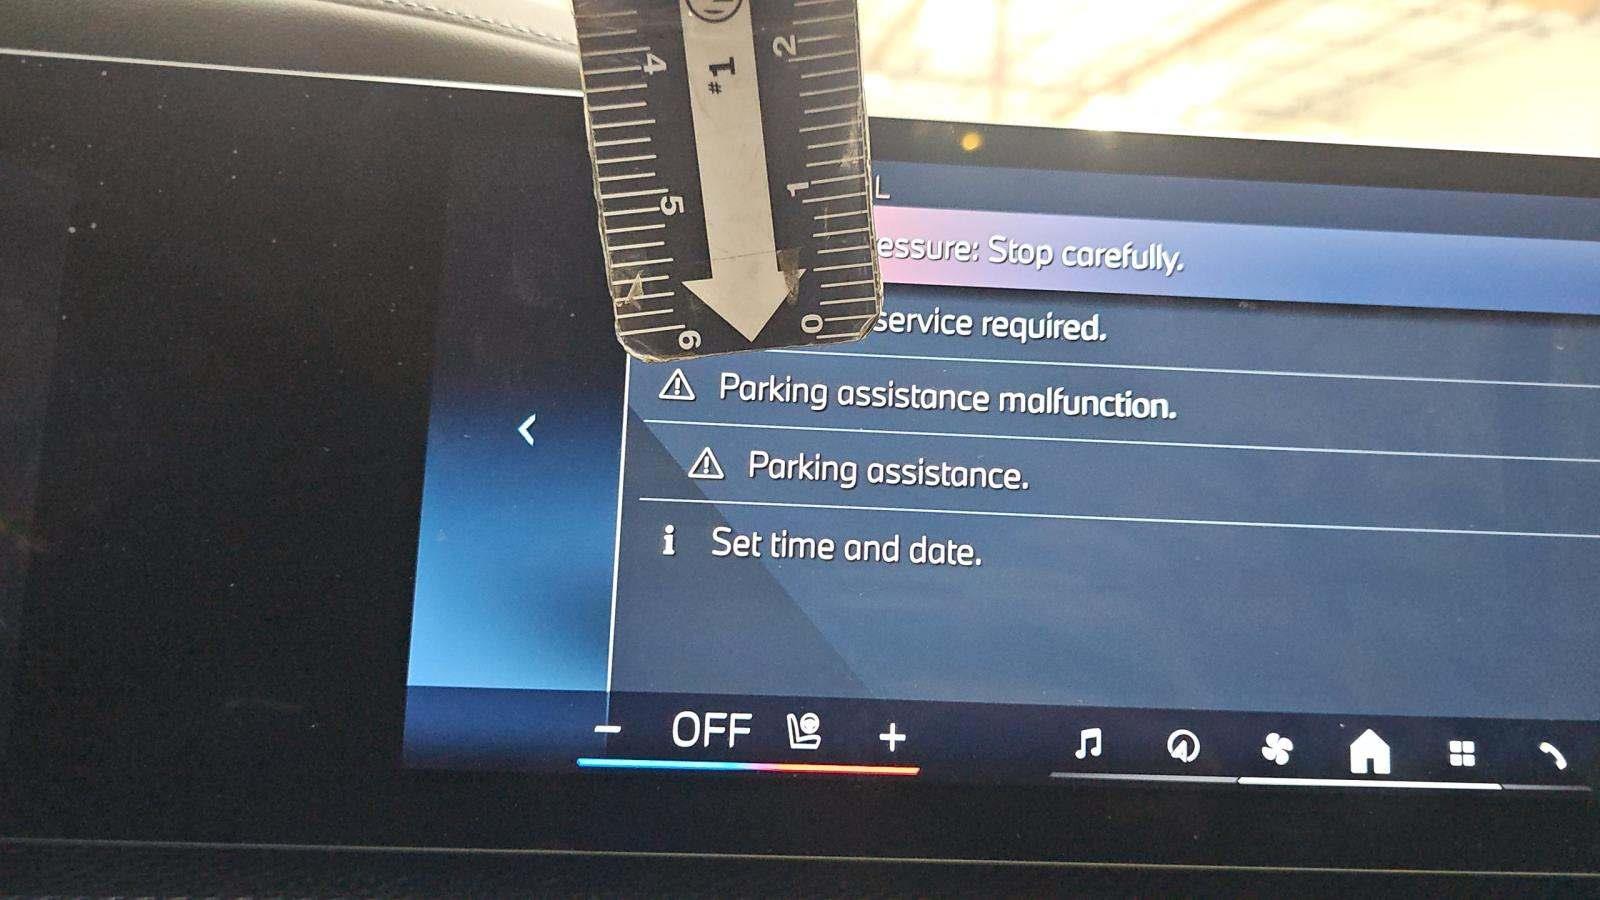 4
5
6
#1
2
1
0
L
essure: Stop carefully.
service required.
Parking assistance malfunction.
Parking assistance.
i Set time and date.
− OFF +